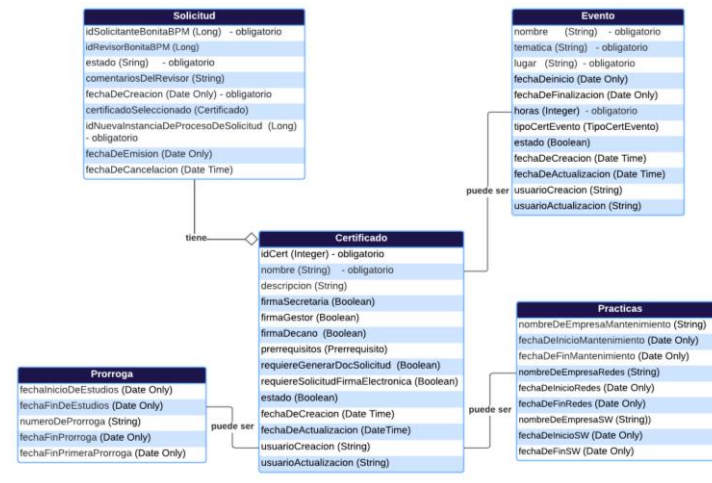 Solicitud
idSolicitanteBonitaBPM (Long) - obligatorio
idRevisorBonitaBPM (Long)
estado (Sring) - obligatorio
comentariosDelRevisor (String)
fechaDeCreacion (Date Only) - obligatorio
certificadoSeleccionado (Certificado)
idNuevaInstanciaDeProcesoDeSolicitud (Long)
- obligatorio
fechaDeEmision (Date Only)
fechaDeCancelacion (Date Time)
Evento
nombre (String) - obligatorio
tematica (String) - obligatorio
lugar (String) - obligatorio
fechaDeinicio (Date Only)
fechaDeFinalizacion (Date Only)
horas (Integer) - obligatorio
tipoCertEvento (TipoCertEvento)
estado (Boolean)
fechaDeCreacion (Date Time)
fechaDeActualizacion (Date Time)
usuarioCreacion (String)
usuarioActualizacion (String)
puede ser
tiene
Certificado
idCert (Integer) - obligatorio
nombre (String) - obligatorio
descripcion (String)
firmaSecretaria (Boolean)
firmaGestor (Boolean)
firmaDecano (Boolean)
prerrequisitos (Prerrequisito)
requiereGenerarDocSolicitud (Boolean)
requiereSolicitudFirmaElectronica (Boolean)
estado (Boolean)
fechaDeCreacion (Date Time)
fechaDeActualizacion (DateTime)
usuarioCreacion (String)
usuarioActualizacion (String)
Prorroga
fechaInicioDeEstudios (Date Only)
fechaFinDeEstudios (Date Only)
numeroDeProrroga (String)
fechaFinProrroga (Date Only)
fechaFinPrimeraProrroga (Date Only)
puede ser
puede ser
Practicas
nombreDeEmpresaMantenimiento (String)
fechaDeInicioMantenimiento (Date Only)
fechaDeFinMantenimiento (Date Only)
nombreDeEmpresaRedes (String)
fechaDeInicioRedes (Date Only)
fechaDeFinRedes (Date Only)
nombreDeEmpresaSW (String))
fechaDeInicioSW (Date Only)
fechaDeFinSW (Date Only)